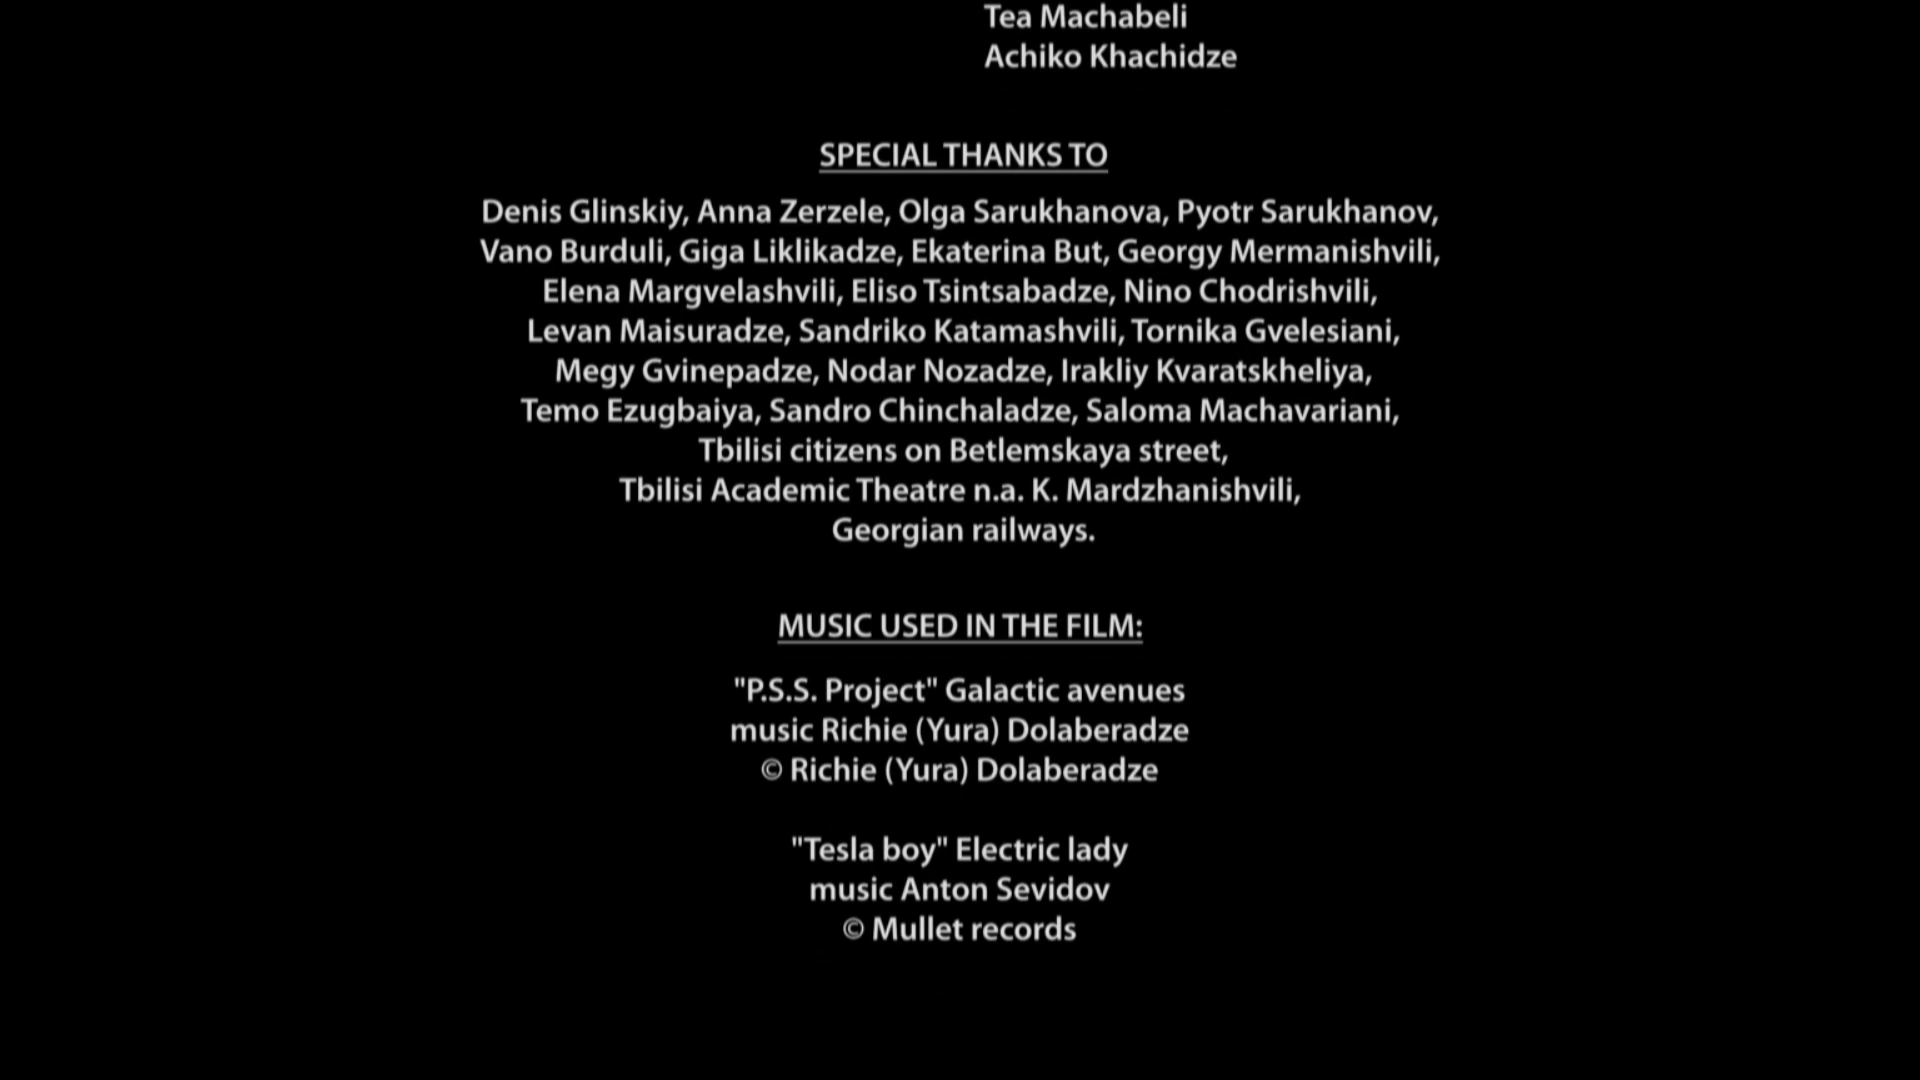 Tea Machabeli
Achiko Khachidze
SPECIAL THANKS TO
Denis Glinskiy, Anna Zerzele, Olga Sarukhanova, Pyotr Sarukhanov,
Vano Burduli, Giga Liklikadze, Ekaterina But, Georgy Mermanishvili,
Elena Margvelashvili, Eliso Tsintsabadze, Nino Chodrishvili,
Levan Maisuradze, Sandriko Katamashvili, Tornika Gvelesiani,
Megy Gvinepadze, Nodar Nozadze, Irakliy Kvaratskheliya,
Temo Ezugbaiya, Sandro Chinchaladze, Saloma Machavariani,
Tbilisi citizens on Betlemskaya street,
Tbilisi Academic Theatre n.a. K. Mardzhanishvili,
Georgian railways.
MUSIC USED IN THE FILM:
"P.S.S. Project" Galactic avenues
music Richie (Yura) Dolaberadze
© Richie (Yura) Dolaberadze
"Tesla boy" Electric lady
music Anton Sevidov
© Mullet records